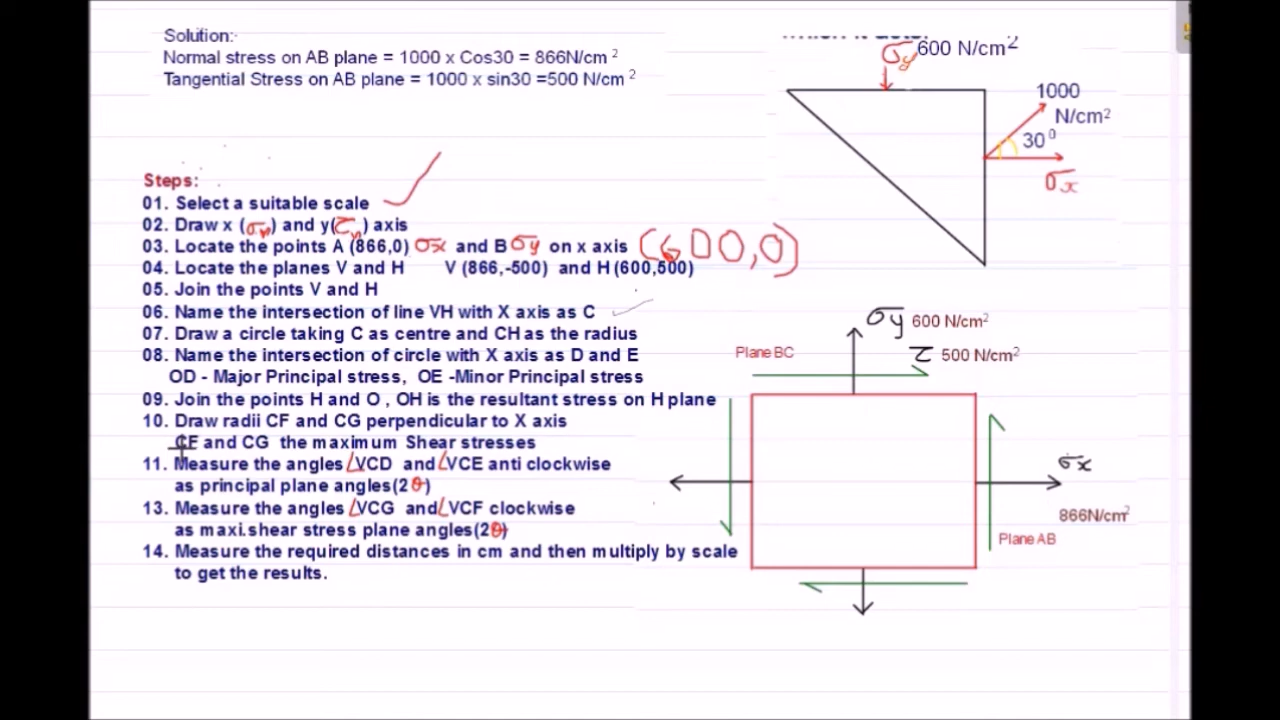 Solution:-
Normal stress on AB plane = 1000 x Cos30 = 866N/cm 2
Tangential Stress on AB plane = 1000 x sin30 =500 N/cm 2
σy 600 N/cm2
1000
N/cm2
30 0
σx
Steps:
01. Select a suitable scale
02. Draw x (σn) and y(τn) axis
03. Locate the points A (866,0) σx and B σy on x axis (600,0)
04. Locate the planes V and H V (866,-500) and H (600,500)
05. Join the points V and H
06. Name the intersection of line VH with X axis as C
07. Draw a circle taking C as centre and CH as the radius
08. Name the intersection of circle with X axis as D and E
OD - Major Principal stress, OE -Minor Principal stress
09. Join the points H and O , OH is the resultant stress on H plane
10. Draw radii CF and CG perpendicular to X axis
CF and CG the maximum Shear stresses
11. Measure the angles ∠VCD and ∠VCE anti clockwise
as principal plane angles(2θ)
13. Measure the angles ∠VCG and ∠VCF clockwise
as maxi.shear stress plane angles(2θ)
14. Measure the required distances in cm and then multiply by scale
to get the results.
σy 600 N/cm2
Plane BC
τ 500 N/cm2
σx
866N/cm2
Plane AB